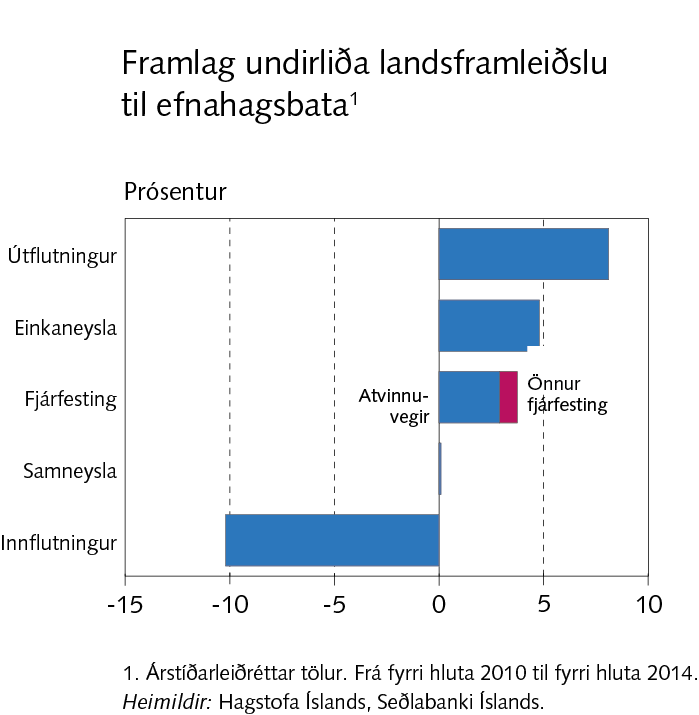 Framlag undirliða landsframleiðslu
til efnahagsbata¹
Prósentur
Útflutningur
Einkaneysla
Fjárfesting
Atvinnu-
vegir
Önnur
fjárfesting
Samneysla
Innflutningur
-15 -10 -5 0 5 10
1. Árstíðarleiðréttar tölur. Frá fyrri hluta 2010 til fyrri hluta 2014.
Heimildir: Hagstofa Íslands, Seðlabanki Íslands.